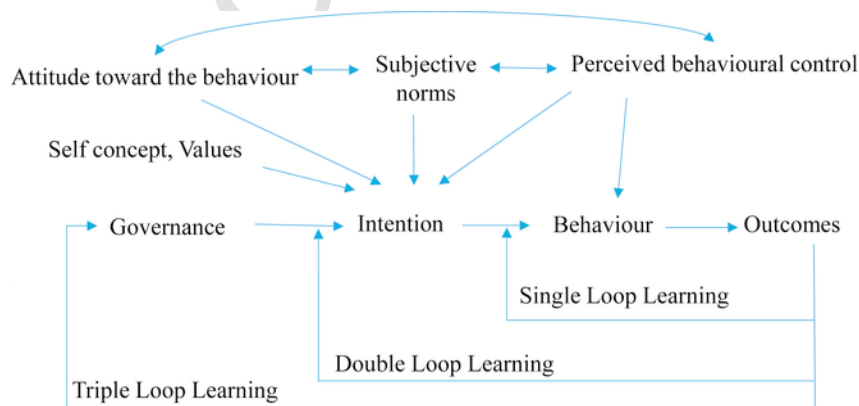 Attitude toward the behaviour
Subjective
norms
Perceived behavioural control
Self concept, Values
Governance
Intention
Behaviour
Outcomes
Single Loop Learning
Double Loop Learning
Triple Loop Learning